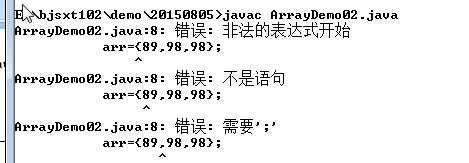 E:\bjsxt102\demo\20150805>javac ArrayDemo02.java
ArrayDemo02.java:8: 错误: 非法的表达式开始
arr={89,98,98};
^
ArrayDemo02.java:8: 错误: 不是语句
arr={89,98,98};
^
ArrayDemo02.java:8: 错误: 需要';'
arr={89,98,98};
^